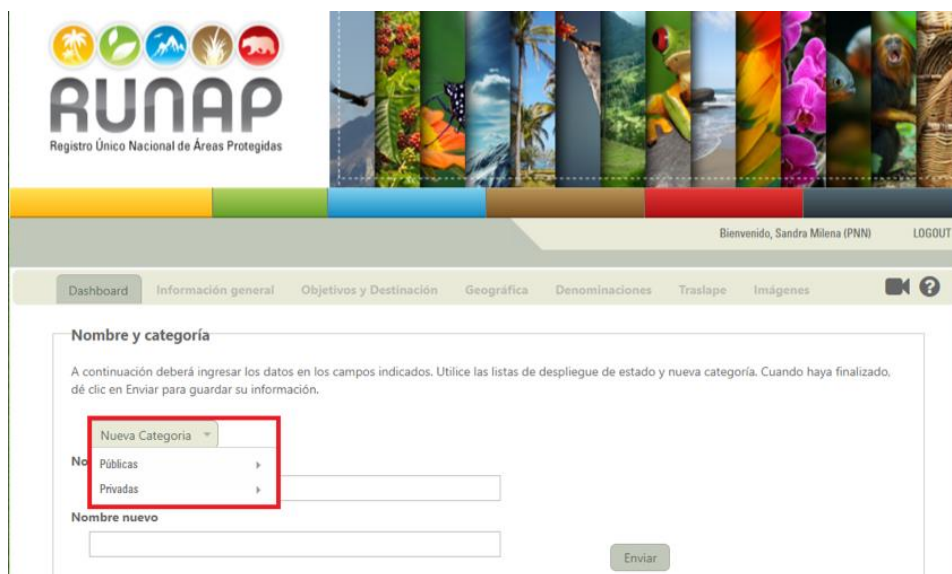 RUNAP
Registro Único Nacional de Áreas Protegidas
Bienvenido, Sandra Milena (PNN) LOGOUT
Dashboard Información general Objetivos y Destinación Geográfica Denominaciones Traslape Imágenes
Nombre y categoría
A continuación deberá ingresar los datos en los campos indicados. Utilice las listas de despliegue de estado y nueva categoría. Cuando haya finalizado,
dé clic en Enviar para guardar su información.
Nueva Categoria
No
Públicas
Privadas
Nombre nuevo
Enviar